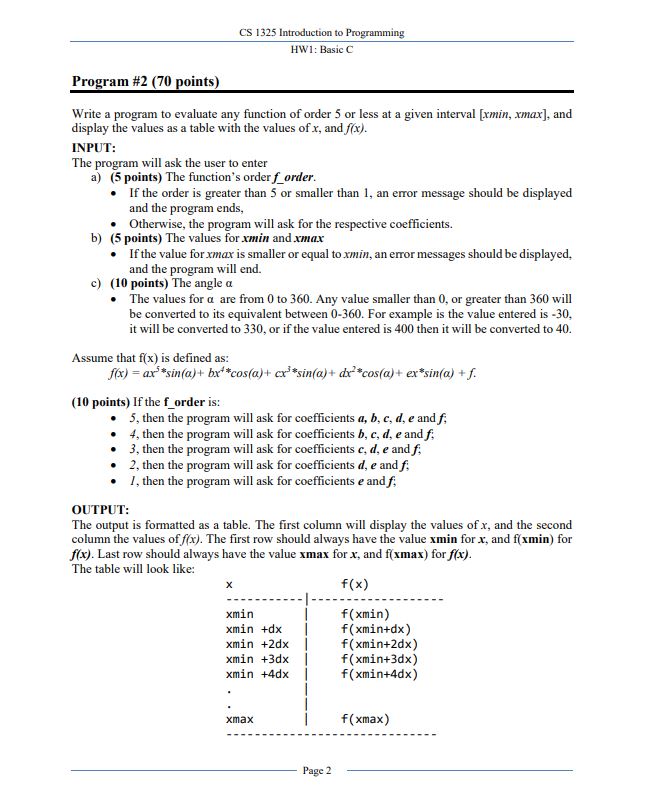 CS 1325 Introduction to Programming
HW1: Basic C
Program #2 (70 points)
Write a program to evaluate any function of order 5 or less at a given interval [xmin, xmax], and
display the values as a table with the values of x, and f(x).
INPUT:
The program will ask the user to enter
a) (5 points) The function's order f_order.
• If the order is greater than 5 or smaller than 1, an error message should be displayed
and the program ends,
• Otherwise, the program will ask for the respective coefficients.
b) (5 points) The values for xmin and xmax
• If the value for xmax is smaller or equal to xmin, an error messages should be displayed,
and the program will end.
c) (10 points) The angle α
• The values for α are from 0 to 360. Any value smaller than 0, or greater than 360 will
be converted to its equivalent between 0-360. For example is the value entered is -30,
it will be converted to 330, or if the value entered is 400 then it will be converted to 40.
Assume that f(x) is defined as:
f(x) = ax⁵*sin(α)+ bx⁴*cos(α)+ cx³*sin(α)+ dx²*cos(α)+ ex*sin(α) + f.
(10 points) If the f_order is:
• 5, then the program will ask for coefficients a, b, c, d, e and f;
• 4, then the program will ask for coefficients b, c, d, e and f;
• 3, then the program will ask for coefficients c, d, e and f;
• 2, then the program will ask for coefficients d, e and f;
• 1, then the program will ask for coefficients e and f;
OUTPUT:
The output is formatted as a table. The first column will display the values of x, and the second
column the values of f(x). The first row should always have the value xmin for x, and f(xmin) for
f(x). Last row should always have the value xmax for x, and f(xmax) for f(x).
The table will look like:
x f(x)
-----------|-------------------
xmin | f(xmin)
xmin +dx | f(xmin+dx)
xmin +2dx | f(xmin+2dx)
xmin +3dx | f(xmin+3dx)
xmin +4dx | f(xmin+4dx)
. |
. |
xmax | f(xmax)
------------------------------
Page 2